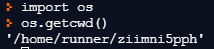 > import os
> os.getcwd()
'/home/runner/ziimni5pph'